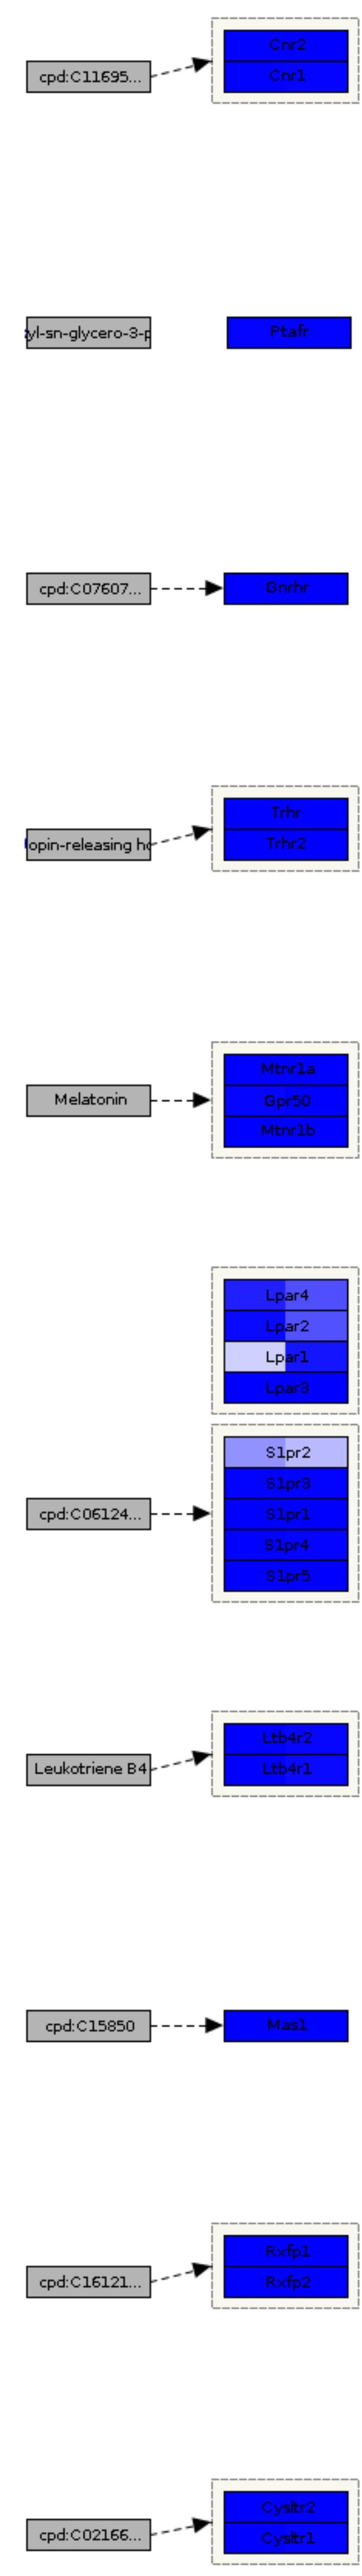 Cnr2
cpd:C11695...
Cnr1
yl-sn-glycero-3-p
Ptafr
cpd:C07607...
Gnrhr
Trhr
opin-releasing ho
Trhr2
Mtnr1a
Melatonin
Gpr50
Mtnr1b
Lpar4
Lpar2
Lpar1
Lpar3
S1pr2
S1pr3
cpd:C06124...
S1pr1
S1pr4
S1pr5
Ltb4r2
Leukotriene B4
Ltb4r1
cpd:C15850
Mas1
Rxfp1
cpd:C16121...
Rxfp2
Cysltr2
cpd:C02166...
Cysltr1